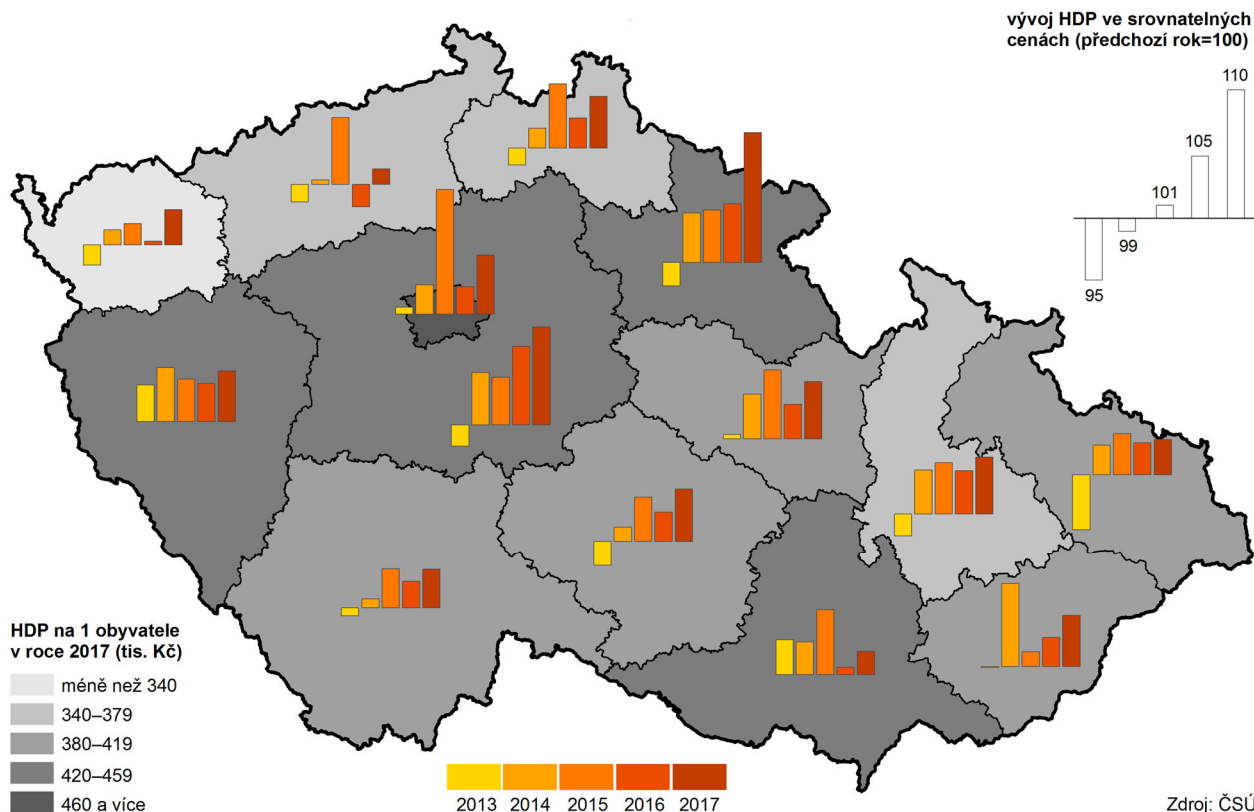 vývoj HDP ve srovnatelných
cenách (předchozí rok=100)
110
105
101
99
95
HDP na 1 obyvatele
v roce 2017 (tis. Kč)
méně než 340
340–379
380–419
420–459
460 a více
2013 2014 2015 2016 2017
Zdroj: ČSÚ